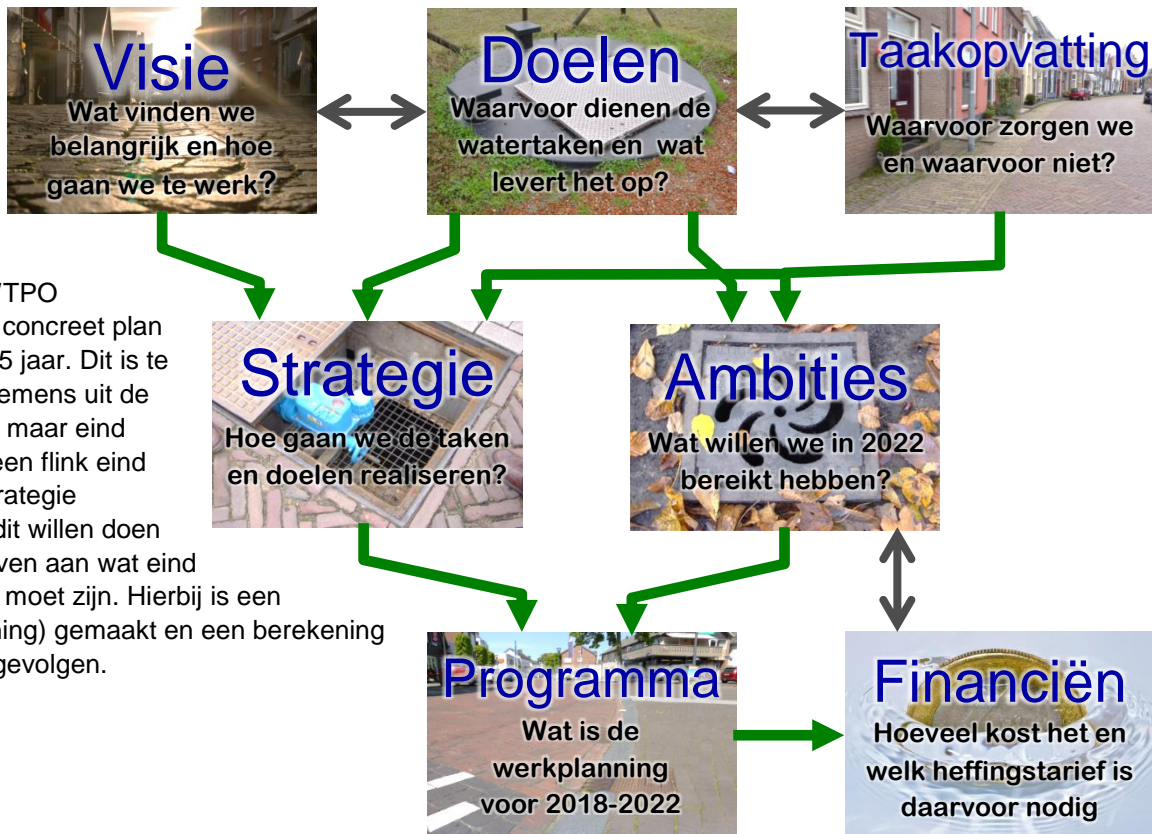 Visie
Wat vinden we
belangrijk en hoe
gaan we te werk?
Doelen
Waarvoor dienen de
watertaken en wat
levert het op?
Taakopvatting
Waarvoor zorgen we
en waarvoor niet?
TPO
concreet plan
5 jaar. Dit is te
emens uit de
maar eind
een flink eind
rategie
dit willen doen
ven aan wat eind
moet zijn. Hierbij is een
ning) gemaakt en een berekening
gevolgen.
Strategie
Hoe gaan we de taken
en doelen realiseren?
Ambities
Wat willen we in 2022
bereikt hebben?
Programma
Wat is de
werkplanning
voor 2018-2022
Financiën
Hoeveel kost het en
welk heffingstarief is
daarvoor nodig